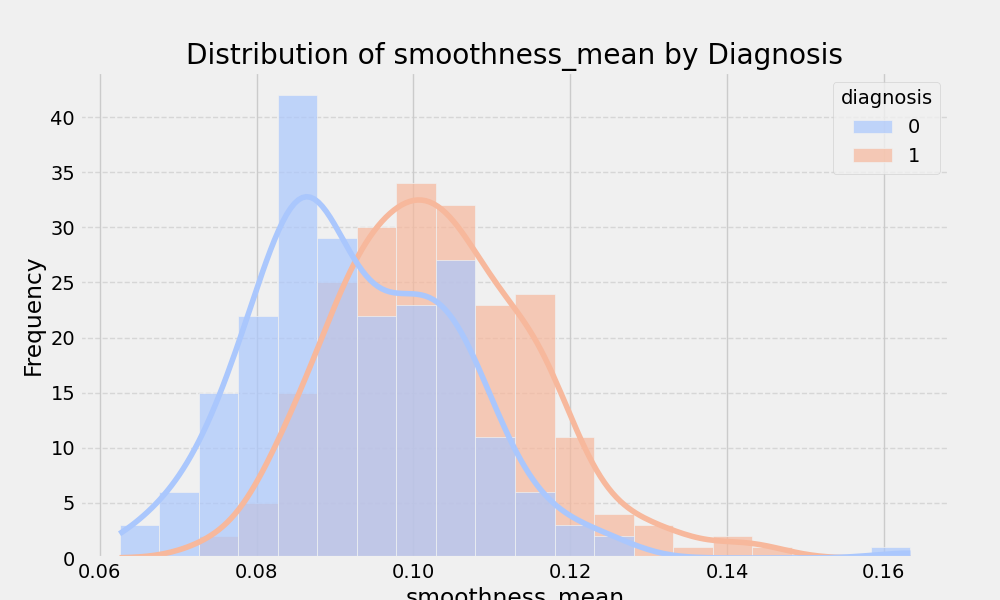 Distribution of smoothness_mean by Diagnosis
diagnosis
0
1
Frequency
40
35
30
25
20
15
10
5
0
0.06 0.08 0.10 0.12 0.14 0.16
smoothness_mean